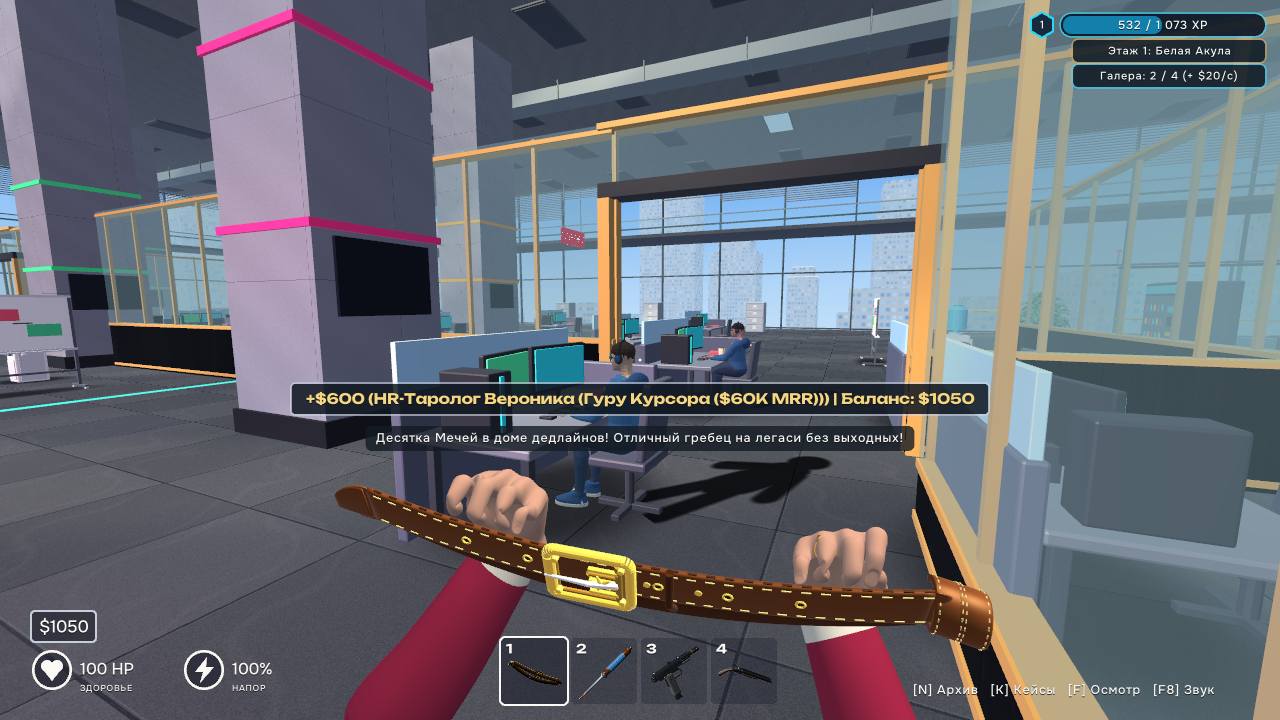 1
532 / 1 073 XP
Этаж 1: Белая Акула
Галера: 2 / 4 (+ $20/с)
+$600 (HR-Таролог Вероника (Гуру Курсора ($60K MRR))) | Баланс: $1050
Десятка Мечей в доме дедлайнов! Отличный гребец на легаси без выходных!
$1050
100 HP
ЗДОРОВЬЕ
100%
НАПОР
1
2
3
4
[N] Архив [K] Кейсы [F] Осмотр [F8] Звук